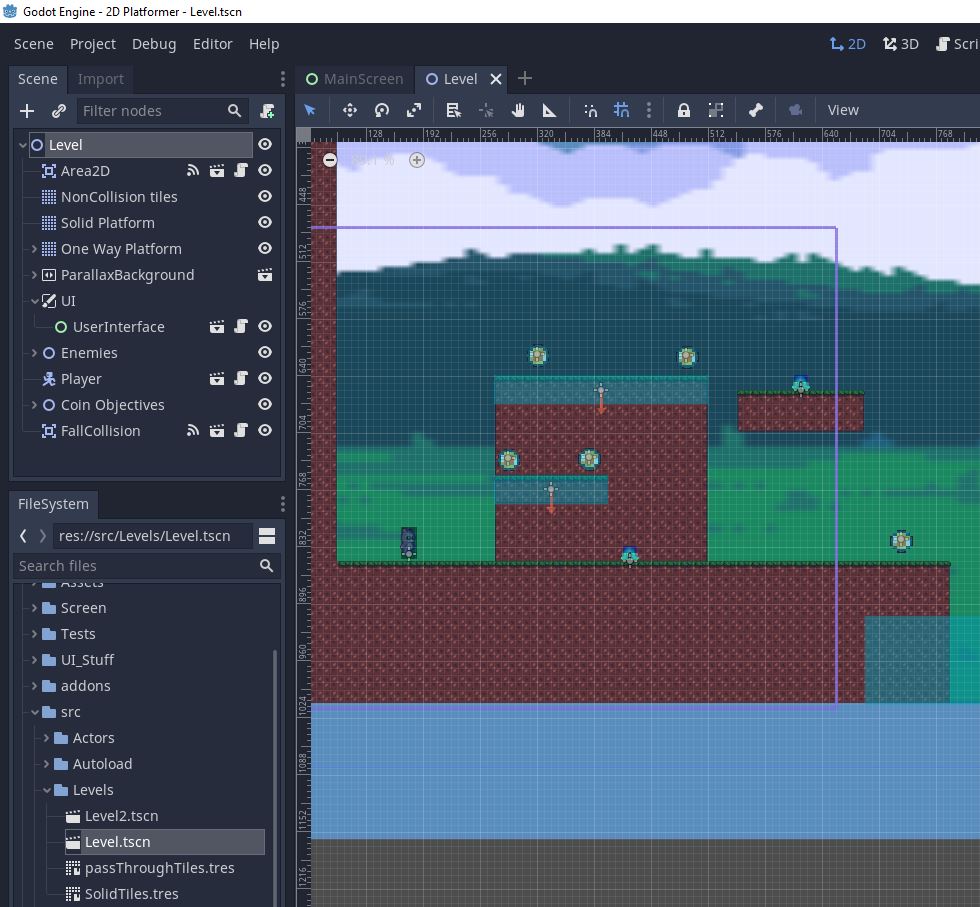 Godot Engine - 2D Platformer - Level.tscn
Scene Project Debug Editor Help 2D 3D Scri
Scene Import
MainScreen Level
Filter nodes
View
128 192 256 320 384 448 512 576 640 704 768
Level
Area2D
NonCollision tiles
Solid Platform
One Way Platform
ParallaxBackground
UI
UserInterface
Enemies
Player
Coin Objectives
FallCollision
448
512
576
640
704
768
832
896
960
1024
1088
1152
1216
FileSystem
res://src/Levels/Level.tscn
Search files
Assets
Screen
Tests
UI_Stuff
addons
src
Actors
Autoload
Levels
Level2.tscn
Level.tscn
passThroughTiles.tres
SolidTiles.tres